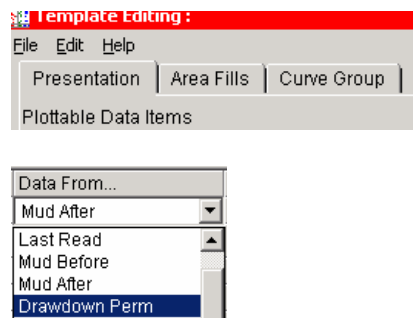 Template Editing :
File Edit Help
Presentation Area Fills Curve Group
Plottable Data Items
Data From...
Mud After
Last Read
Mud Before
Mud After
Drawdown Perm